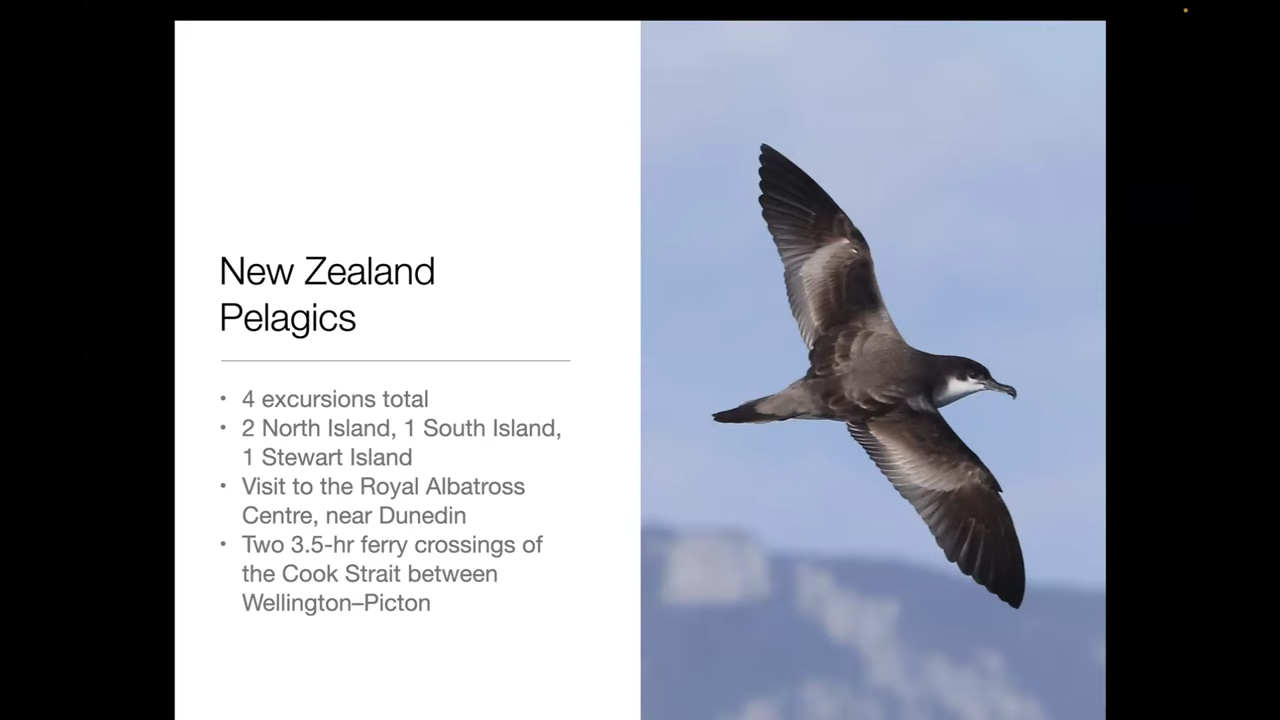 New Zealand
Pelagics
• 4 excursions total
• 2 North Island, 1 South Island,
1 Stewart Island
• Visit to the Royal Albatross
Centre, near Dunedin
• Two 3.5-hr ferry crossings of
the Cook Strait between
Wellington–Picton